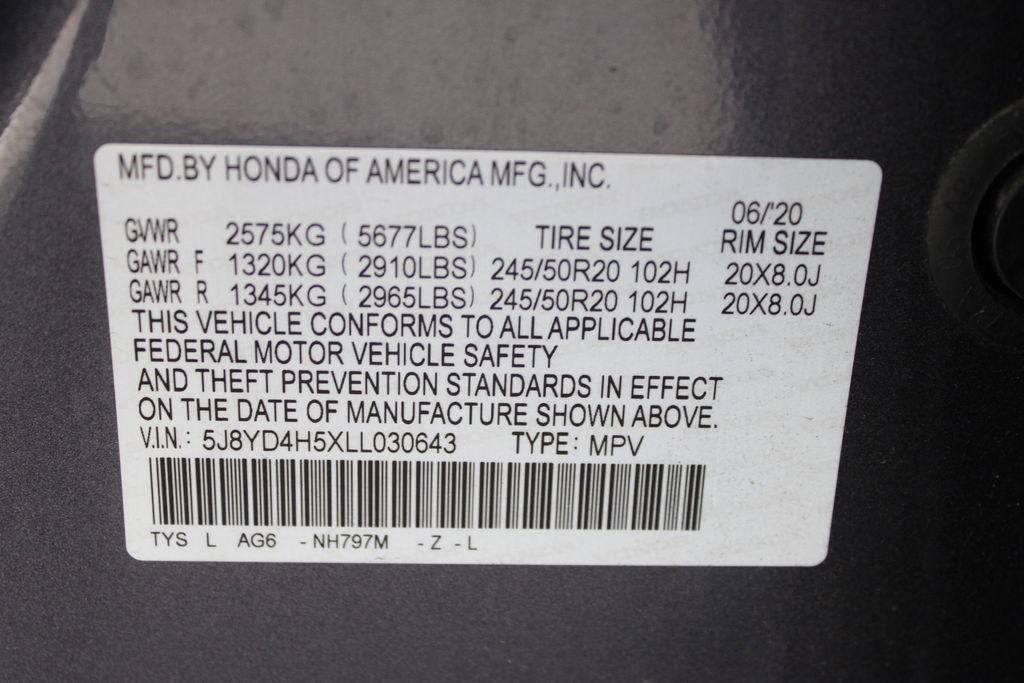 MFD.BY HONDA OF AMERICA MFG.,INC.
06/'20
GVWR 2575KG ( 5677LBS) TIRE SIZE RIM SIZE
GAWR F 1320KG ( 2910LBS) 245/50R20 102H 20X8.0J
GAWR R 1345KG ( 2965LBS) 245/50R20 102H 20X8.0J
THIS VEHICLE CONFORMS TO ALL APPLICABLE
FEDERAL MOTOR VEHICLE SAFETY
AND THEFT PREVENTION STANDARDS IN EFFECT
ON THE DATE OF MANUFACTURE SHOWN ABOVE.
V.I.N.: 5J8YD4H5XLL030643 TYPE: MPV
TYS L AG6 -NH797M -Z -L